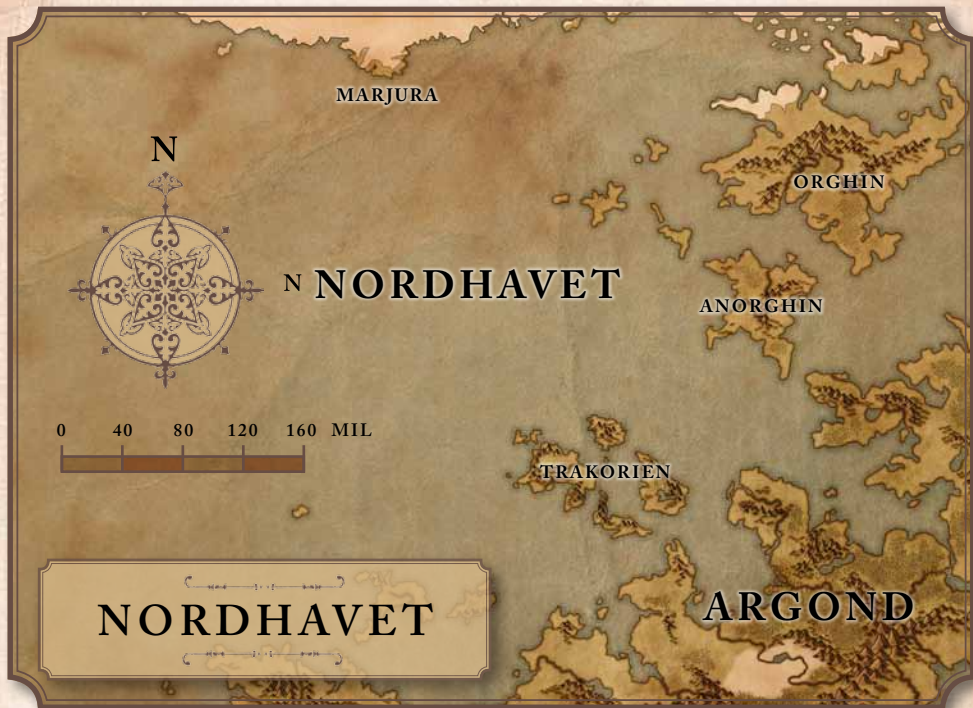 MARJURA
N
ORGHIN
N NORDHAVET
ANORGHIN
0 40 80 120 160 MIL
TRAKORIEN
ARGOND
NORDHAVET